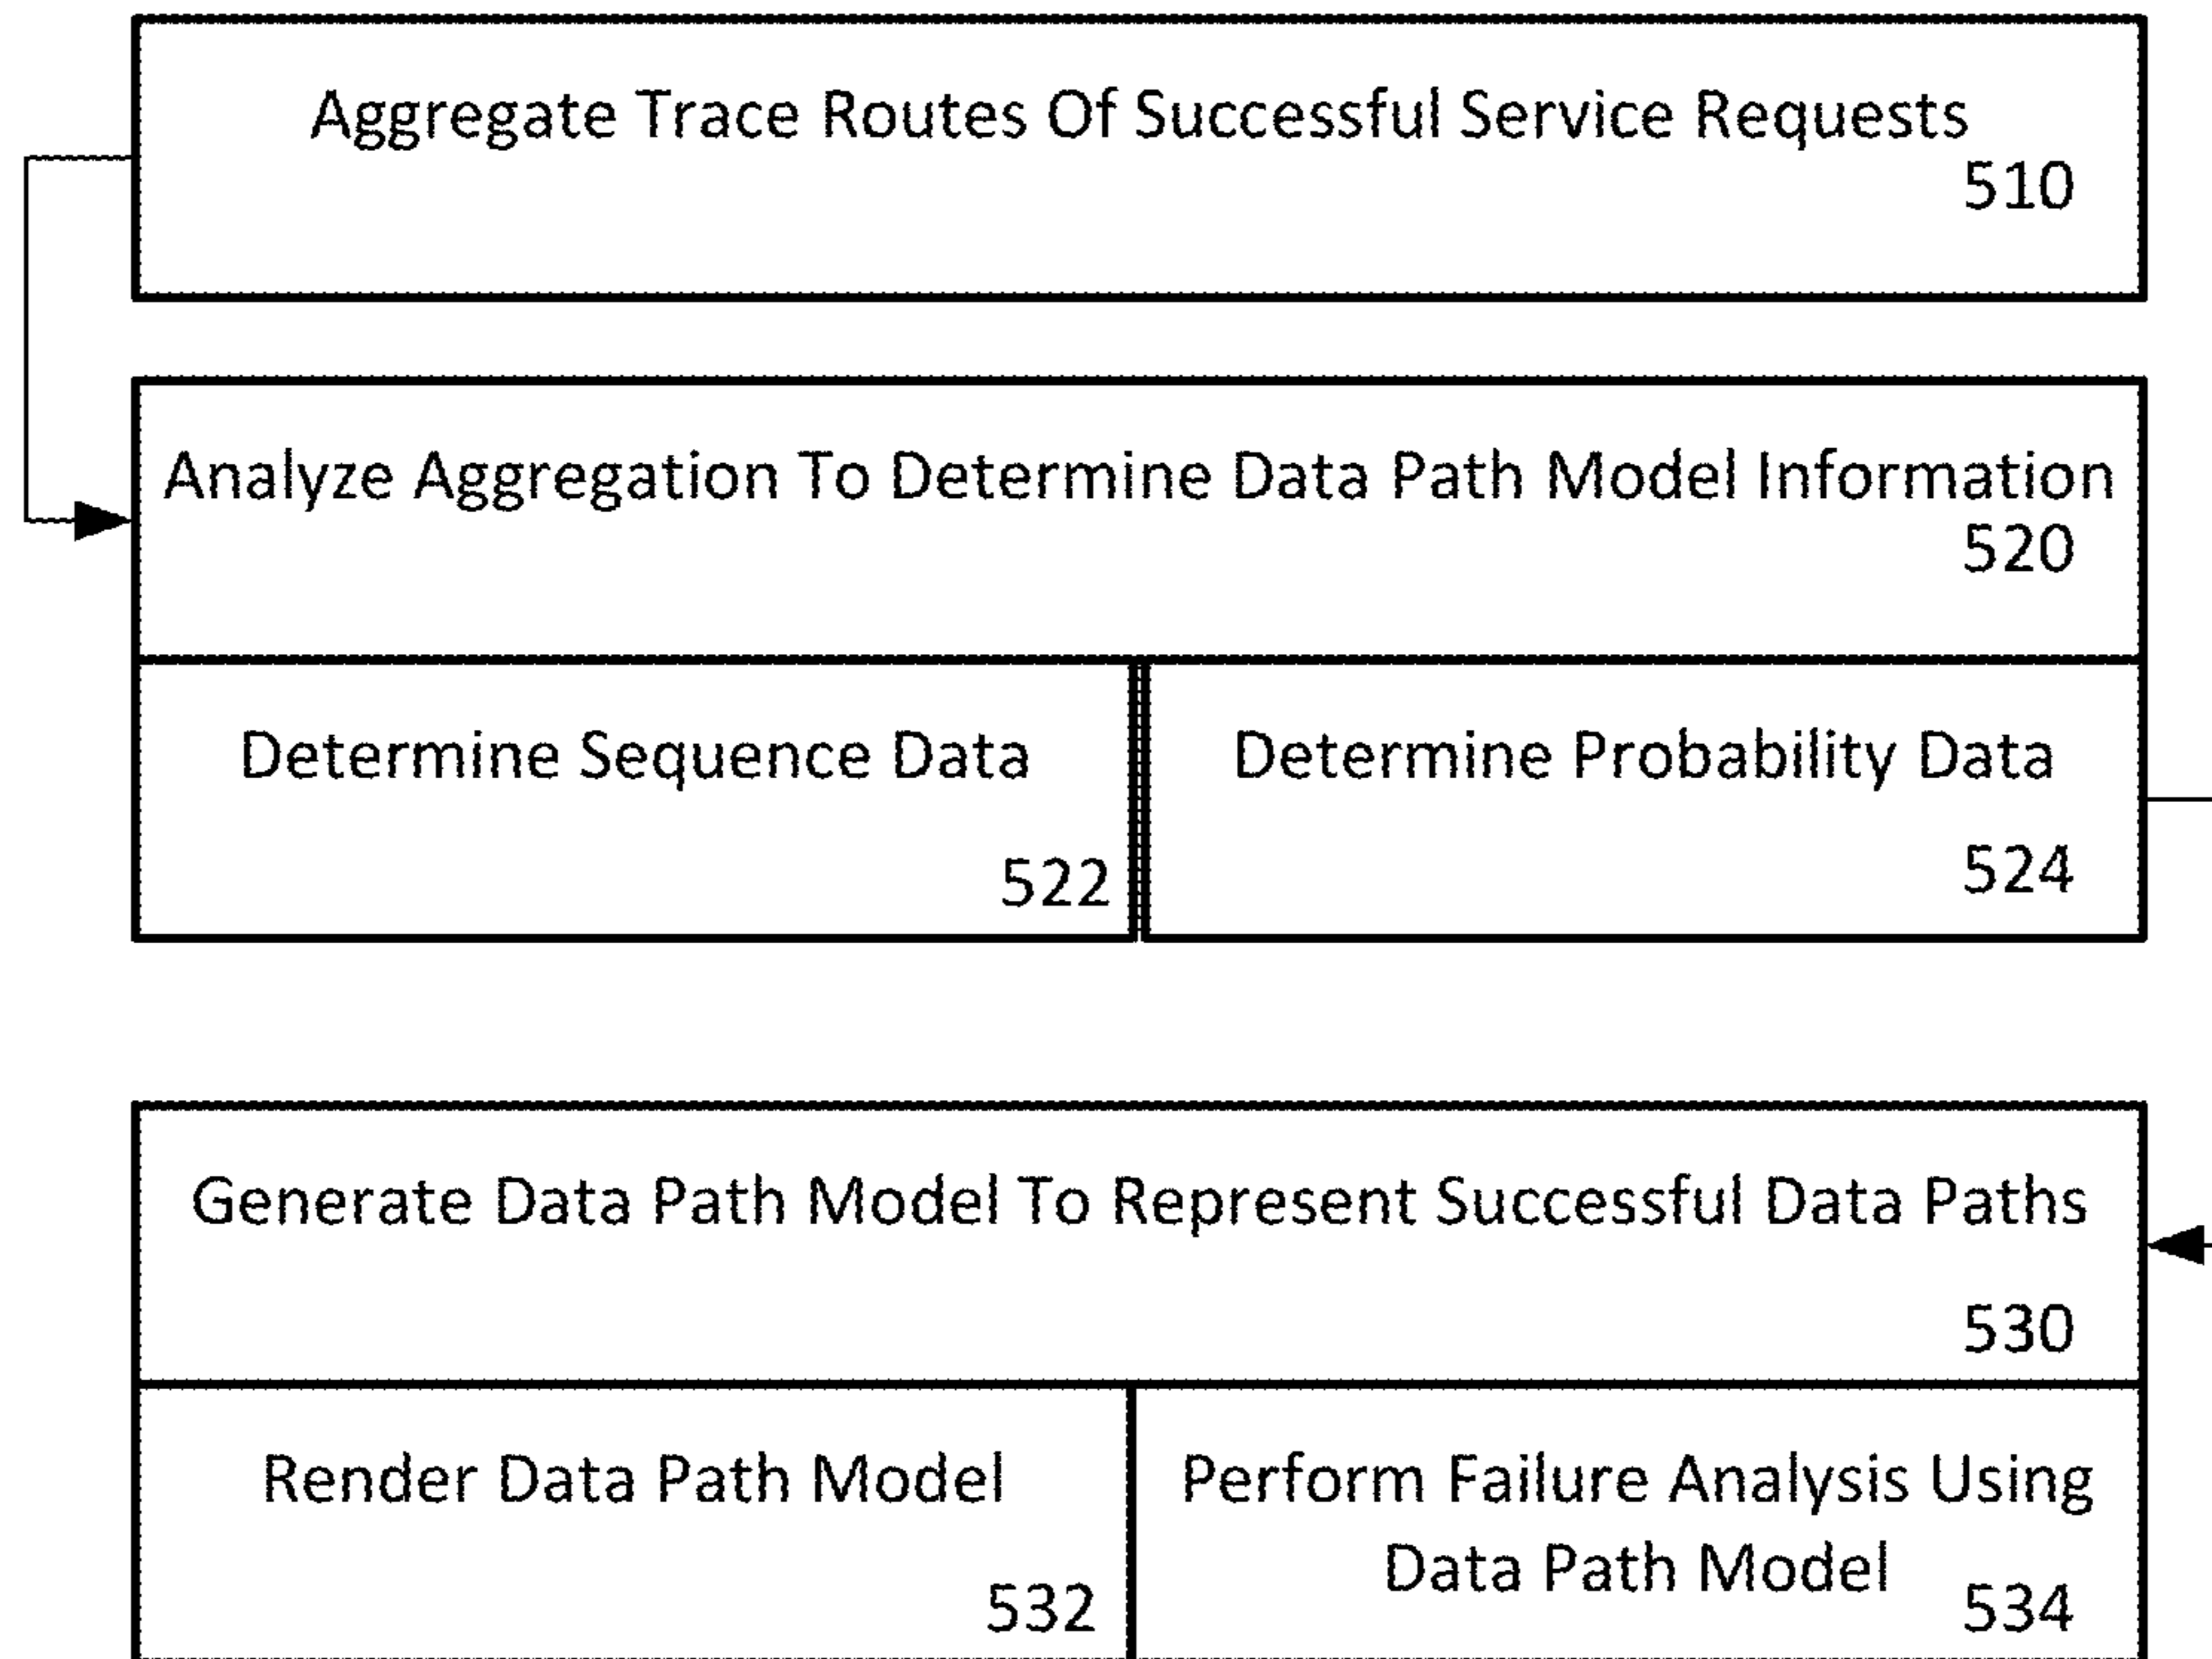 Aggregate Trace Routes Of Successful Service Requests
510
Analyze Aggregation To Determine Data Path Model Information
520
Determine Sequence Data
522
Determine Probability Data
524
Generate Data Path Model To Represent Successful Data Paths
530
Render Data Path Model
532
Perform Failure Analysis Using
Data Path Model
534